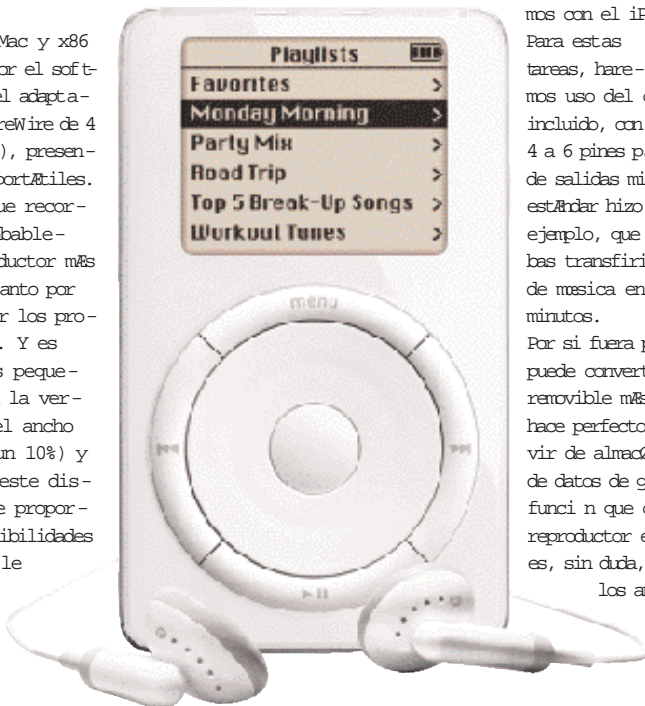 Mac y x86
or el soft-
el adapta-
reWire de 4
), presen-
portÆtiles.
ue recor-
bable-
ductor mÆs
anto por
r los pro-
. Y es
s peque-
la ver-
el ancho
un 10%) y
este dis-
e propor-
ibilidades
le
Playlists
Favorites >
Monday Morning >
Party Mix >
Road Trip >
Top 5 Break-Up Songs >
Workout Tunes >
menu
mos con el iP
Para estas
tareas, hare-
mos uso del c
incluido, con
4 a 6 pines pa
de salidas mi
estÆndar hizo
ejemplo, que
bas transfiri
de mœsica en
minutos.
Por si fuera p
puede convert
removible mÆs
hace perfecto
vir de almacØ
de datos de g
funci n que c
reproductor e
es, sin duda,
los a